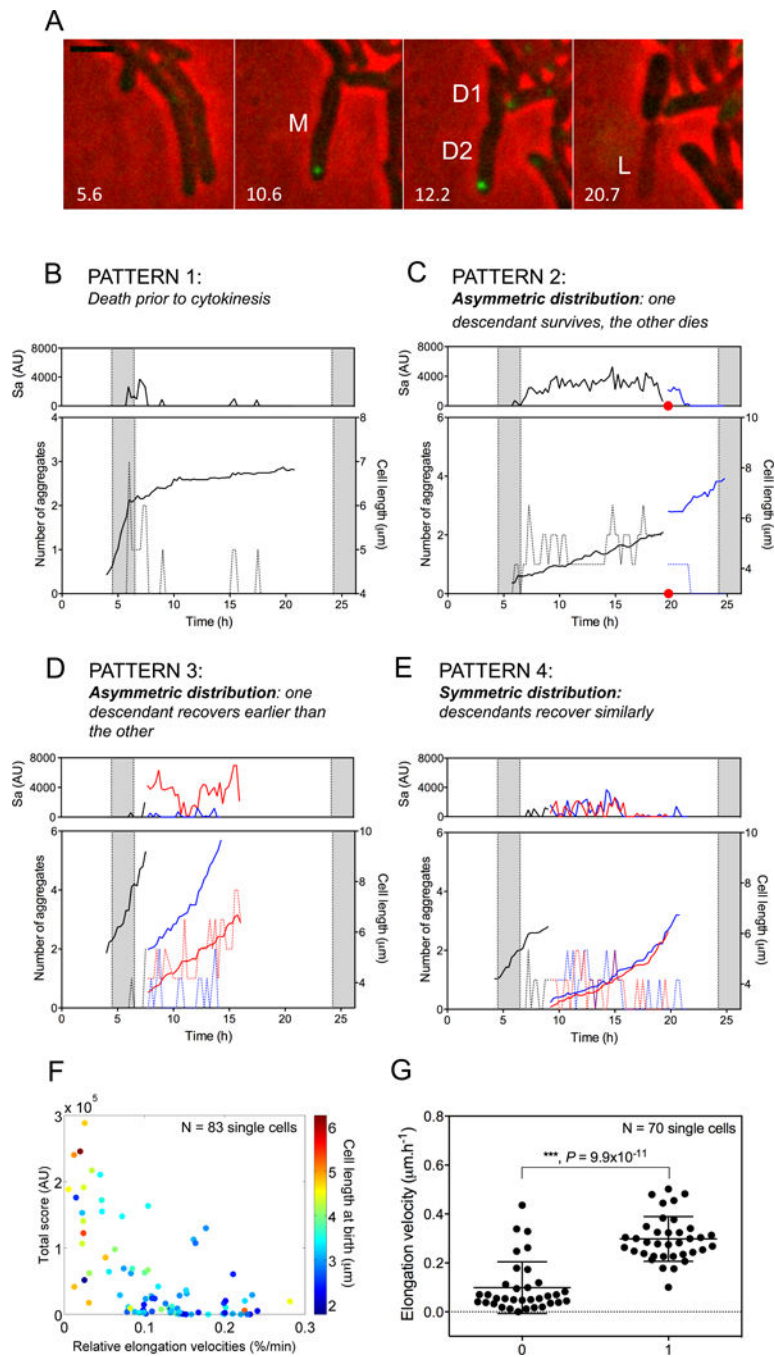 A
M
D1
D2
L
5.6
10.6
12.2
20.7
B PATTERN 1:
Death prior to cytokinesis
Sa (AU)
8000
4000
0
Number of aggregates
4
3
2
1
0
Cell length (μm)
8
7
6
5
4
0 5 10 15 20 25
Time (h)
C PATTERN 2:
Asymmetric distribution: one
descendant survives, the other dies
Sa (AU)
8000
4000
0
Number of aggregates
6
4
2
0
Cell length (μm)
10
8
6
4
0 5 10 15 20 25
Time (h)
D PATTERN 3:
Asymmetric distribution: one
descendant recovers earlier than
the other
Sa (AU)
8000
4000
0
Number of aggregates
6
4
2
0
Cell length (μm)
10
8
6
4
0 5 10 15 20 25
Time (h)
E PATTERN 4:
Symmetric distribution:
descendants recover similarly
Sa (AU)
8000
4000
0
Number of aggregates
6
4
2
0
Cell length (μm)
10
8
6
4
0 5 10 15 20 25
Time (h)
F
x 10⁵
N = 83 single cells
Total score (AU)
3
2
1
0
0 0.1 0.2 0.3
Relative elongation velocities (%/min)
Cell length at birth (μm)
6
5
4
3
2
G
N = 70 single cells
***, P = 9.9x10⁻¹¹
Elongation velocity (μm.h⁻¹)
0.8
0.6
0.4
0.2
0.0
0 1